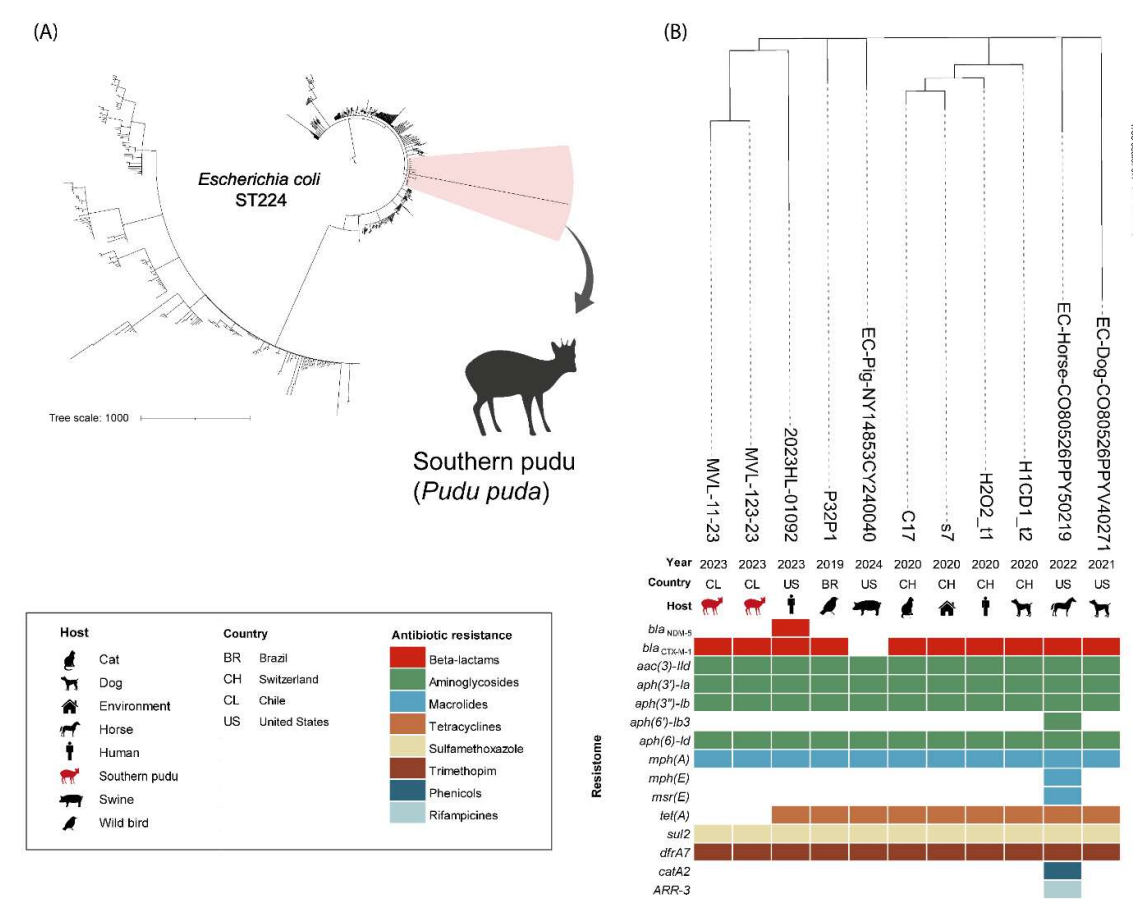 (A)
Escherichia coli
ST224
Tree scale: 1000
Southern pudu
(Pudu puda)
Host
Cat
Dog
Environment
Horse
Human
Southern pudu
Swine
Wild bird
Country
BR Brazil
CH Switzerland
CL Chile
US United States
Antibiotic resistance
Beta-lactams
Aminoglycosides
Macrolides
Tetracyclines
Sulfamethoxazole
Trimethopim
Phenicols
Rifampicines
(B)
MVL-11-23
MVL-123-23
2023HL-01092
P32P1
EC-Pig-NY14853CY240040
C17
s7
H2O2_t1
H1CD1_t2
EC-Horse-CO80526PPY50219
EC-Dog-CO80526PPYV40271
Year 2023 2023 2023 2019 2024 2020 2020 2020 2020 2022 2021
Country CL CL US BR US CH CH CH CH US US
Host
Resistome
bla NDM-5
bla CTX-M-1
aac(3)-IId
aph(3')-Ia
aph(3")-Ib
aph(6')-Ib3
aph(6)-Id
mph(A)
mph(E)
msr(E)
tet(A)
sul2
dfrA7
catA2
ARR-3